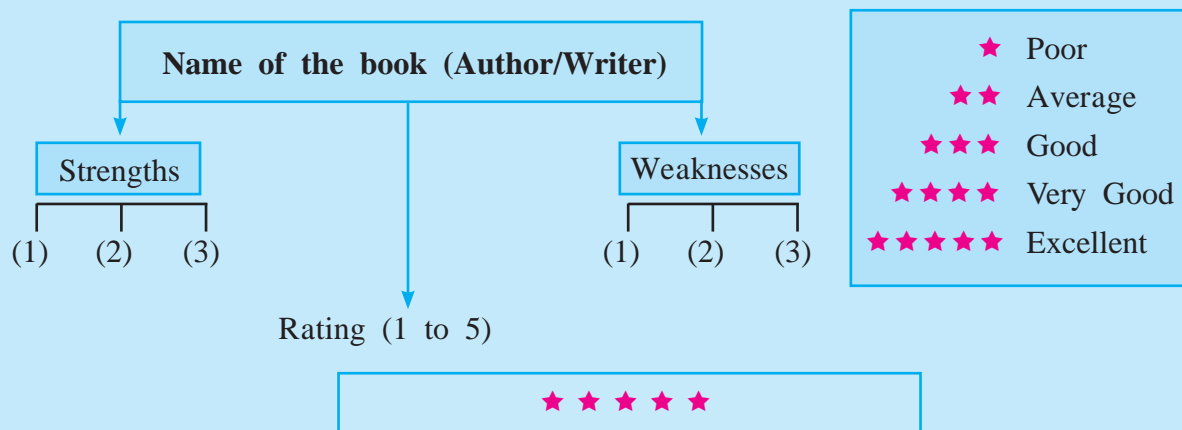 Name of the book (Author/Writer)
Strengths
(1) (2) (3)
Weaknesses
(1) (2) (3)
Rating (1 to 5)
★ ★ ★ ★ ★
★ Poor
★ ★ Average
★ ★ ★ Good
★ ★ ★ ★ Very Good
★ ★ ★ ★ ★ Excellent